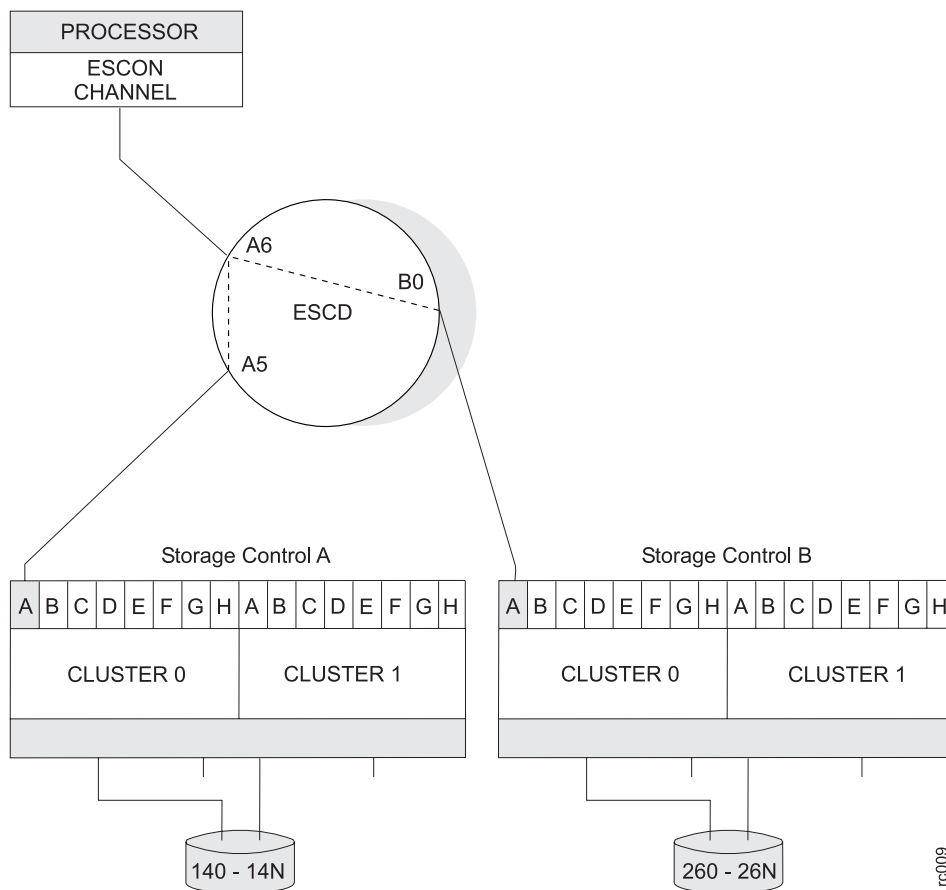 PROCESSOR
ESCON
CHANNEL
A6
B0
ESCD
A5
Storage Control A
Storage Control B
A B C D E F G H A B C D E F G H
A B C D E F G H A B C D E F G H
CLUSTER 0
CLUSTER 1
CLUSTER 0
CLUSTER 1
140 - 14N
260 - 26N